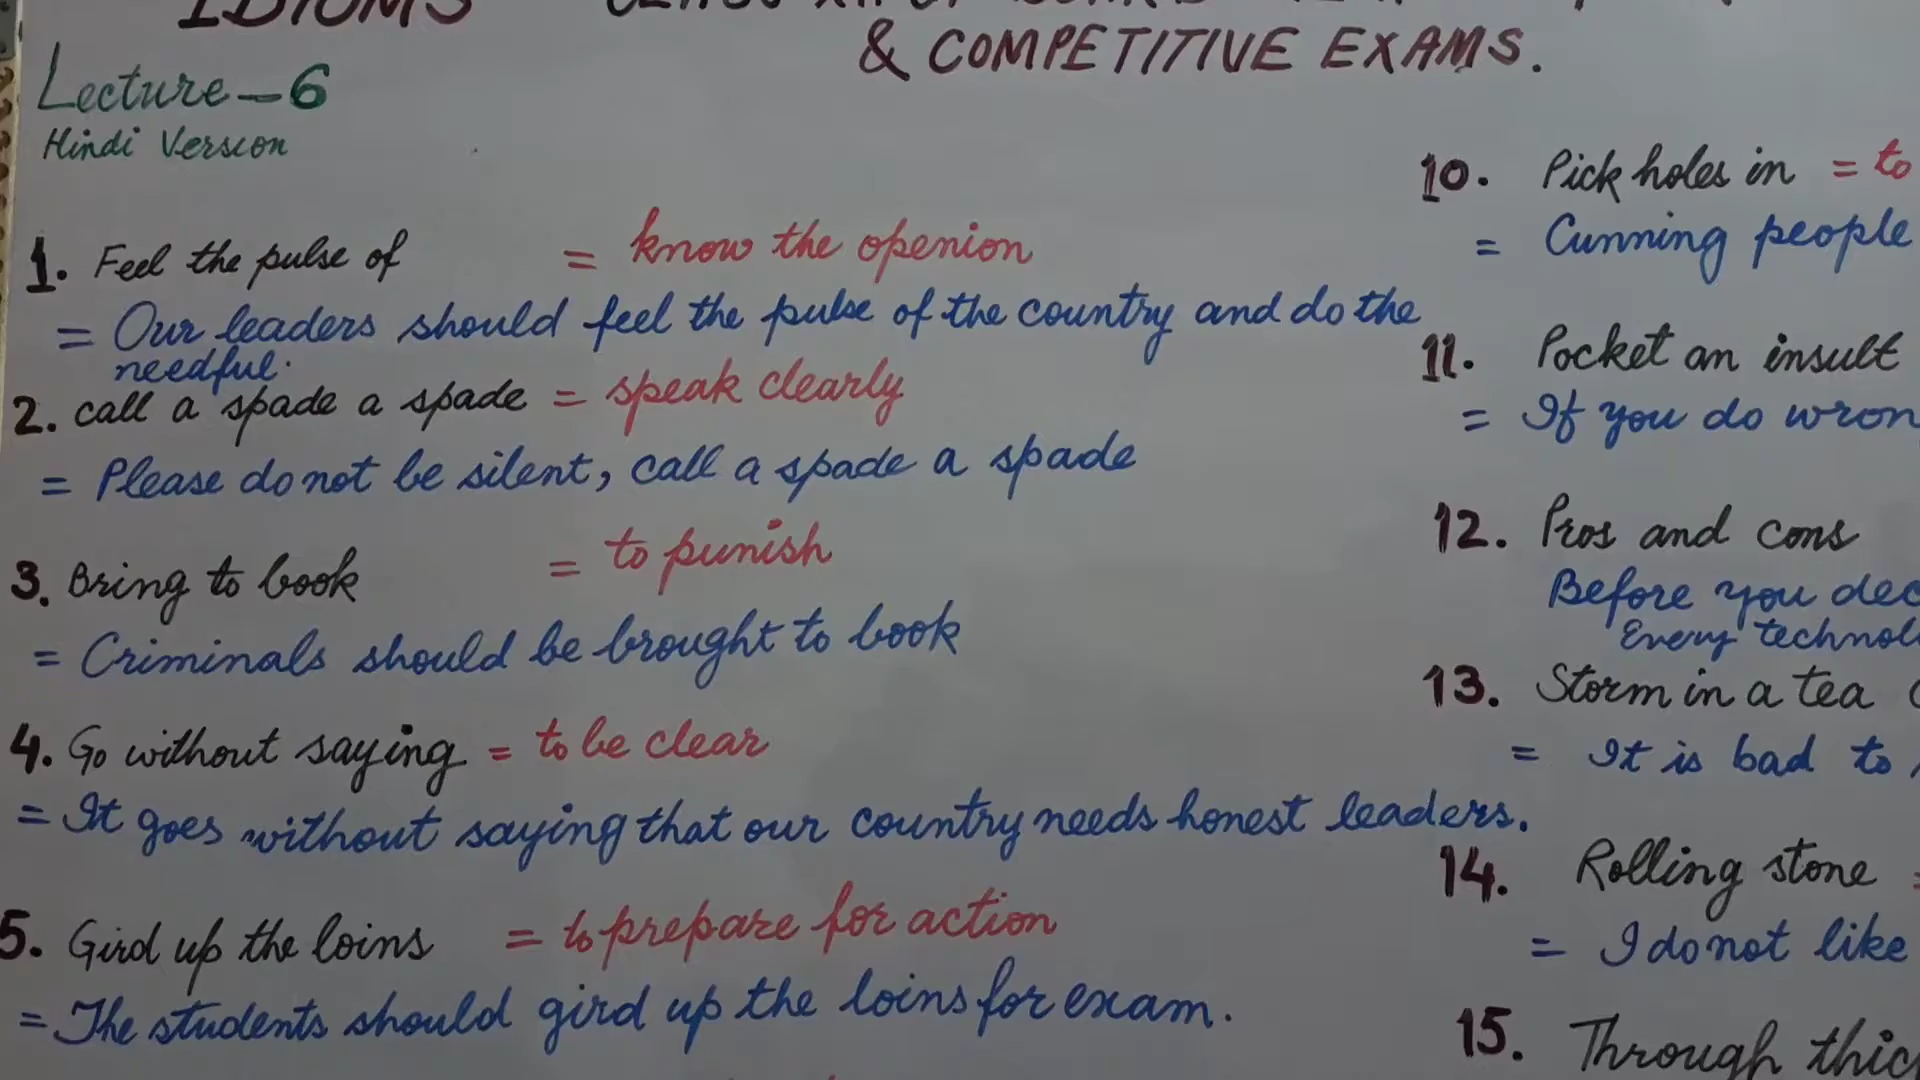 IDIOMS
& COMPETITIVE EXAMS.
Lecture-6
Hindi Version
1. Feel the pulse of = know the openion
= Our leaders should feel the pulse of the country and do the
needful.
2. call a spade a spade = speak clearly
= Please do not be silent, call a spade a spade
3. Bring to book = to punish
= Criminals should be brought to book
4. Go without saying = to be clear
= It goes without saying that our country needs honest leaders.
5. Gird up the loins = to prepare for action
= The students should gird up the loins for exam.
10. Pick holes in = to
= Cunning people
11. Pocket an insult
= If you do wron
12. Pros and cons
Before you dec
Every technol
13. Storm in a tea
= It is bad to
14. Rolling stone =
= I do not like
15. Through thic